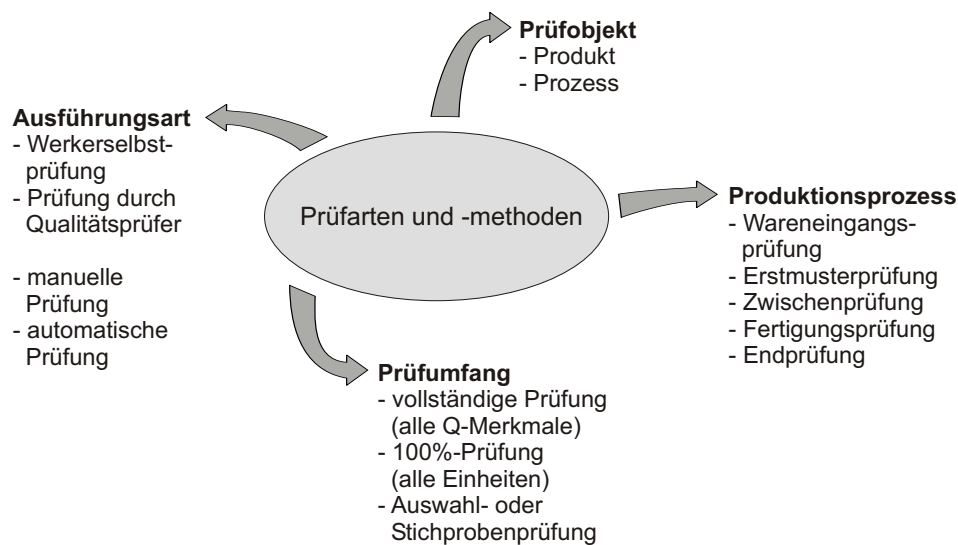 Prüfobjekt
- Produkt
- Prozess
Ausführungsart
- Werkerselbst-
prüfung
- Prüfung durch
Qualitätsprüfer
- manuelle
Prüfung
- automatische
Prüfung
Prüfarten und -methoden
Produktionsprozess
- Wareneingangs-
prüfung
- Erstmusterprüfung
- Zwischenprüfung
- Fertigungsprüfung
- Endprüfung
Prüfumfang
- vollständige Prüfung
(alle Q-Merkmale)
- 100%-Prüfung
(alle Einheiten)
- Auswahl- oder
Stichprobenprüfung